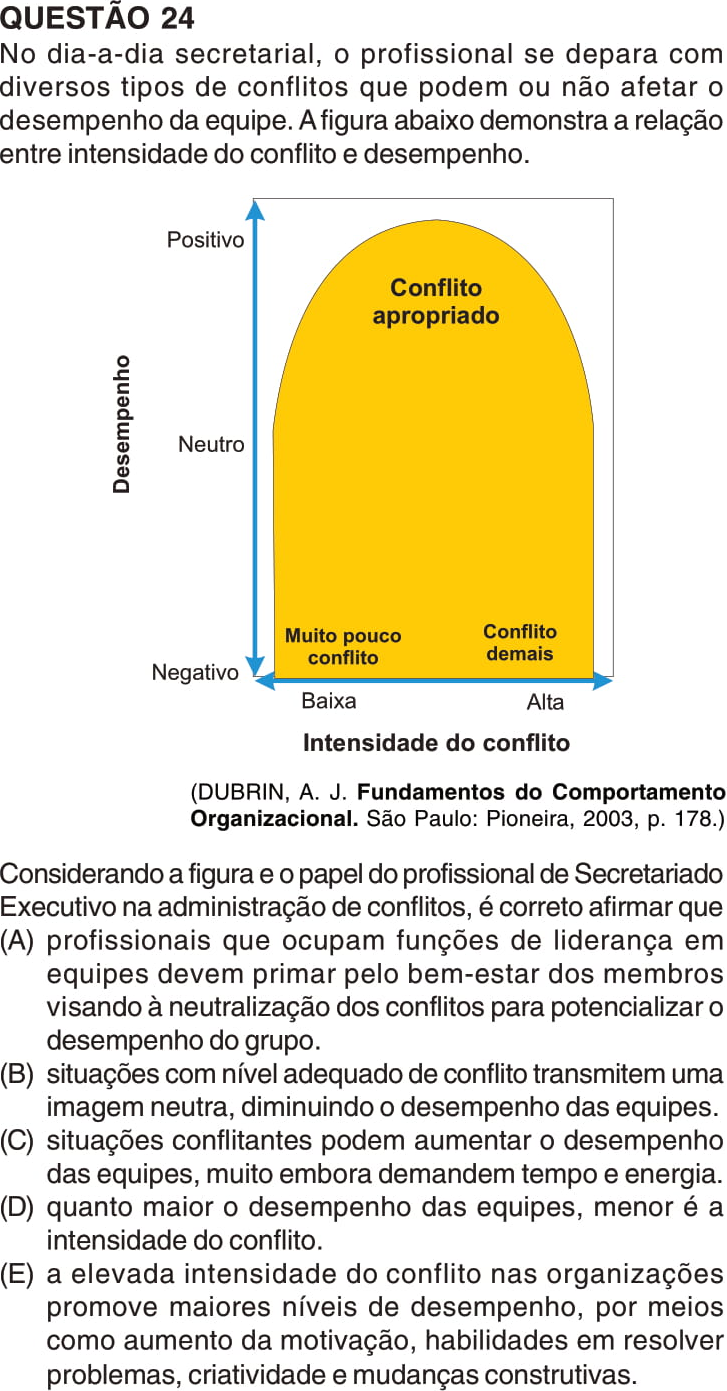 QUESTÃO 24
No dia-a-dia secretarial, o profissional se depara com
diversos tipos de conflitos que podem ou não afetar o
desempenho da equipe. A figura abaixo demonstra a relação
entre intensidade do conflito e desempenho.
Positivo
Conflito
apropriado
Desempenho
Neutro
Muito pouco
conflito
Conflito
demais
Negativo
Baixa
Alta
Intensidade do conflito
(DUBRIN, A. J. Fundamentos do Comportamento
Organizacional. São Paulo: Pioneira, 2003, p. 178.)
Considerando a figura e o papel do profissional de Secretariado
Executivo na administração de conflitos, é correto afirmar que
(A) profissionais que ocupam funções de liderança em
equipes devem primar pelo bem-estar dos membros
visando à neutralização dos conflitos para potencializar o
desempenho do grupo.
(B) situações com nível adequado de conflito transmitem uma
imagem neutra, diminuindo o desempenho das equipes.
(C) situações conflitantes podem aumentar o desempenho
das equipes, muito embora demandem tempo e energia.
(D) quanto maior o desempenho das equipes, menor é a
intensidade do conflito.
(E) a elevada intensidade do conflito nas organizações
promove maiores níveis de desempenho, por meios
como aumento da motivação, habilidades em resolver
problemas, criatividade e mudanças construtivas.